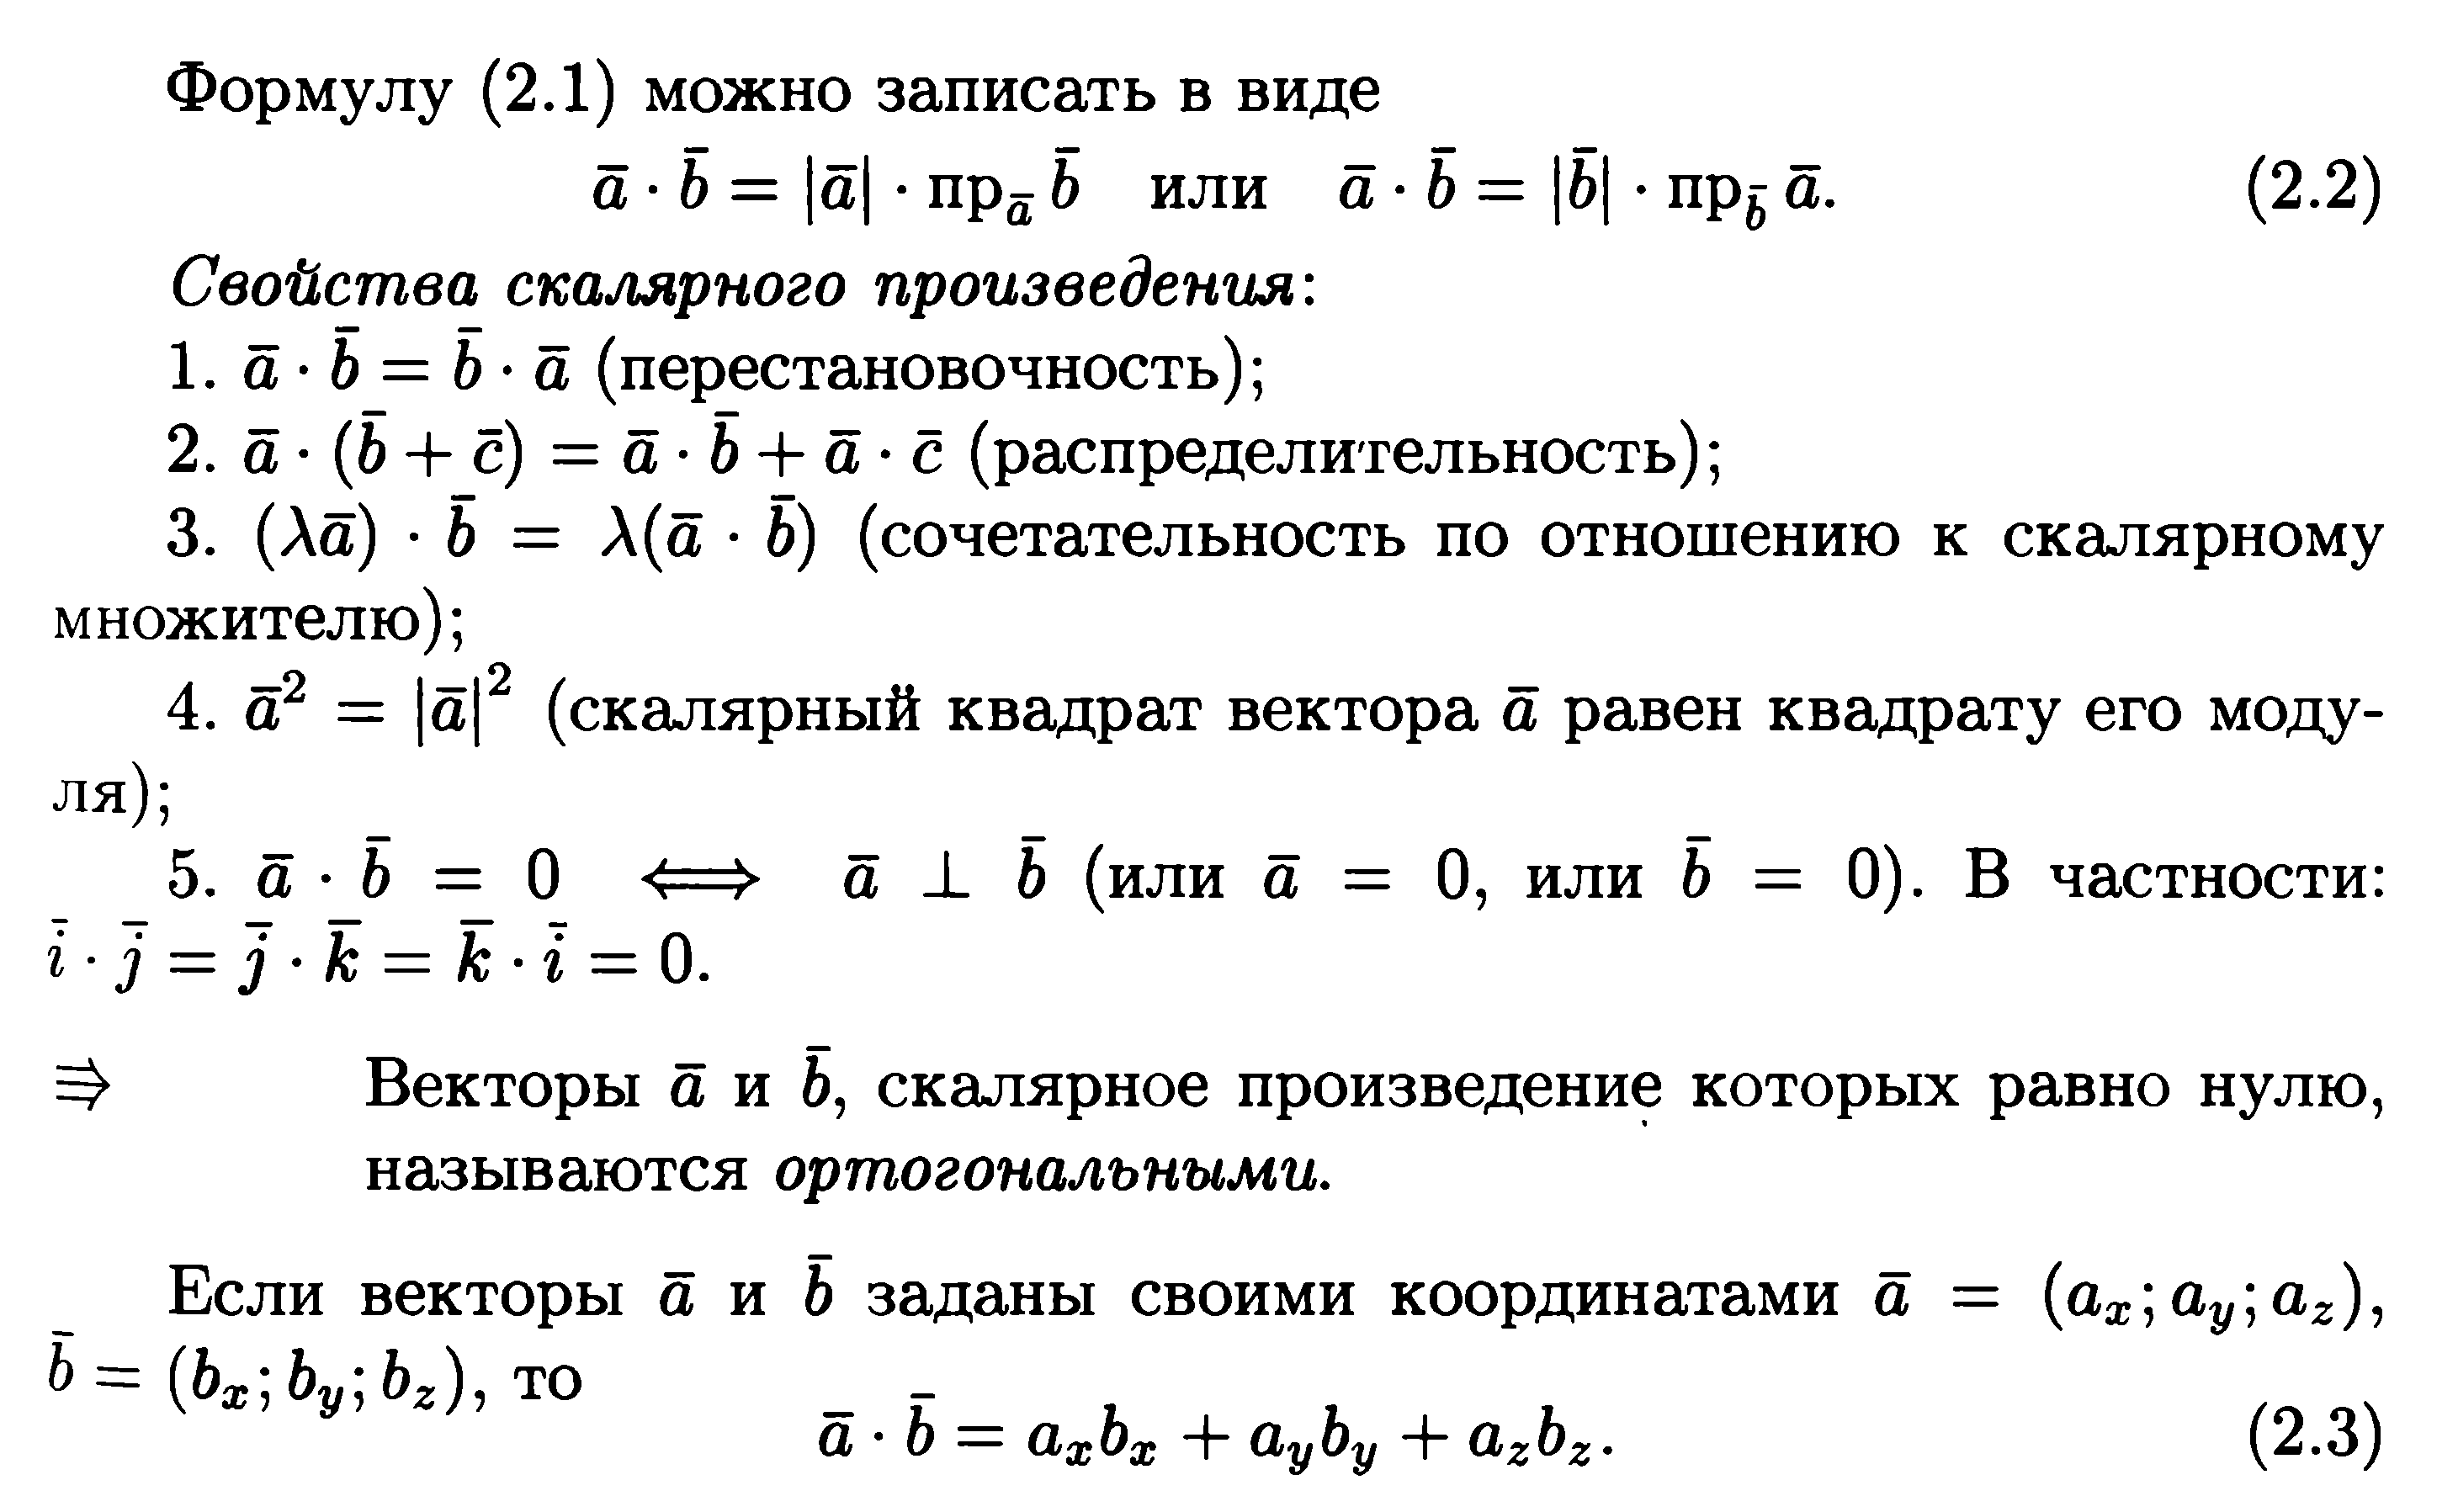 Формулу (2.1) можно записать в виде
a̅ · b̅ = |a̅| · пр_a̅ b̅ или a̅ · b̅ = |b̅| · пр_b̅ a̅. (2.2)
Свойства скалярного произведения:
1. a̅ · b̅ = b̅ · a̅ (перестановочность);
2. a̅ · (b̅ + c̅) = a̅ · b̅ + a̅ · c̅ (распределительность);
3. (λa̅) · b̅ = λ(a̅ · b̅) (сочетательность по отношению к скалярному
множителю);
4. a̅² = |a̅|² (скалярный квадрат вектора a̅ равен квадрату его моду-
ля);
5. a̅ · b̅ = 0 ⟺ a̅ ⊥ b̅ (или a̅ = 0, или b̅ = 0). В частности:
i̅ · j̅ = j̅ · k̅ = k̅ · i̅ = 0.
⇛ Векторы a̅ и b̅, скалярное произведение которых равно нулю,
называются ортогональными.
Если векторы a̅ и b̅ заданы своими координатами a̅ = (a_x; a_y; a_z),
b̅ = (b_x; b_y; b_z), то
a̅ · b̅ = a_x b_x + a_y b_y + a_z b_z. (2.3)